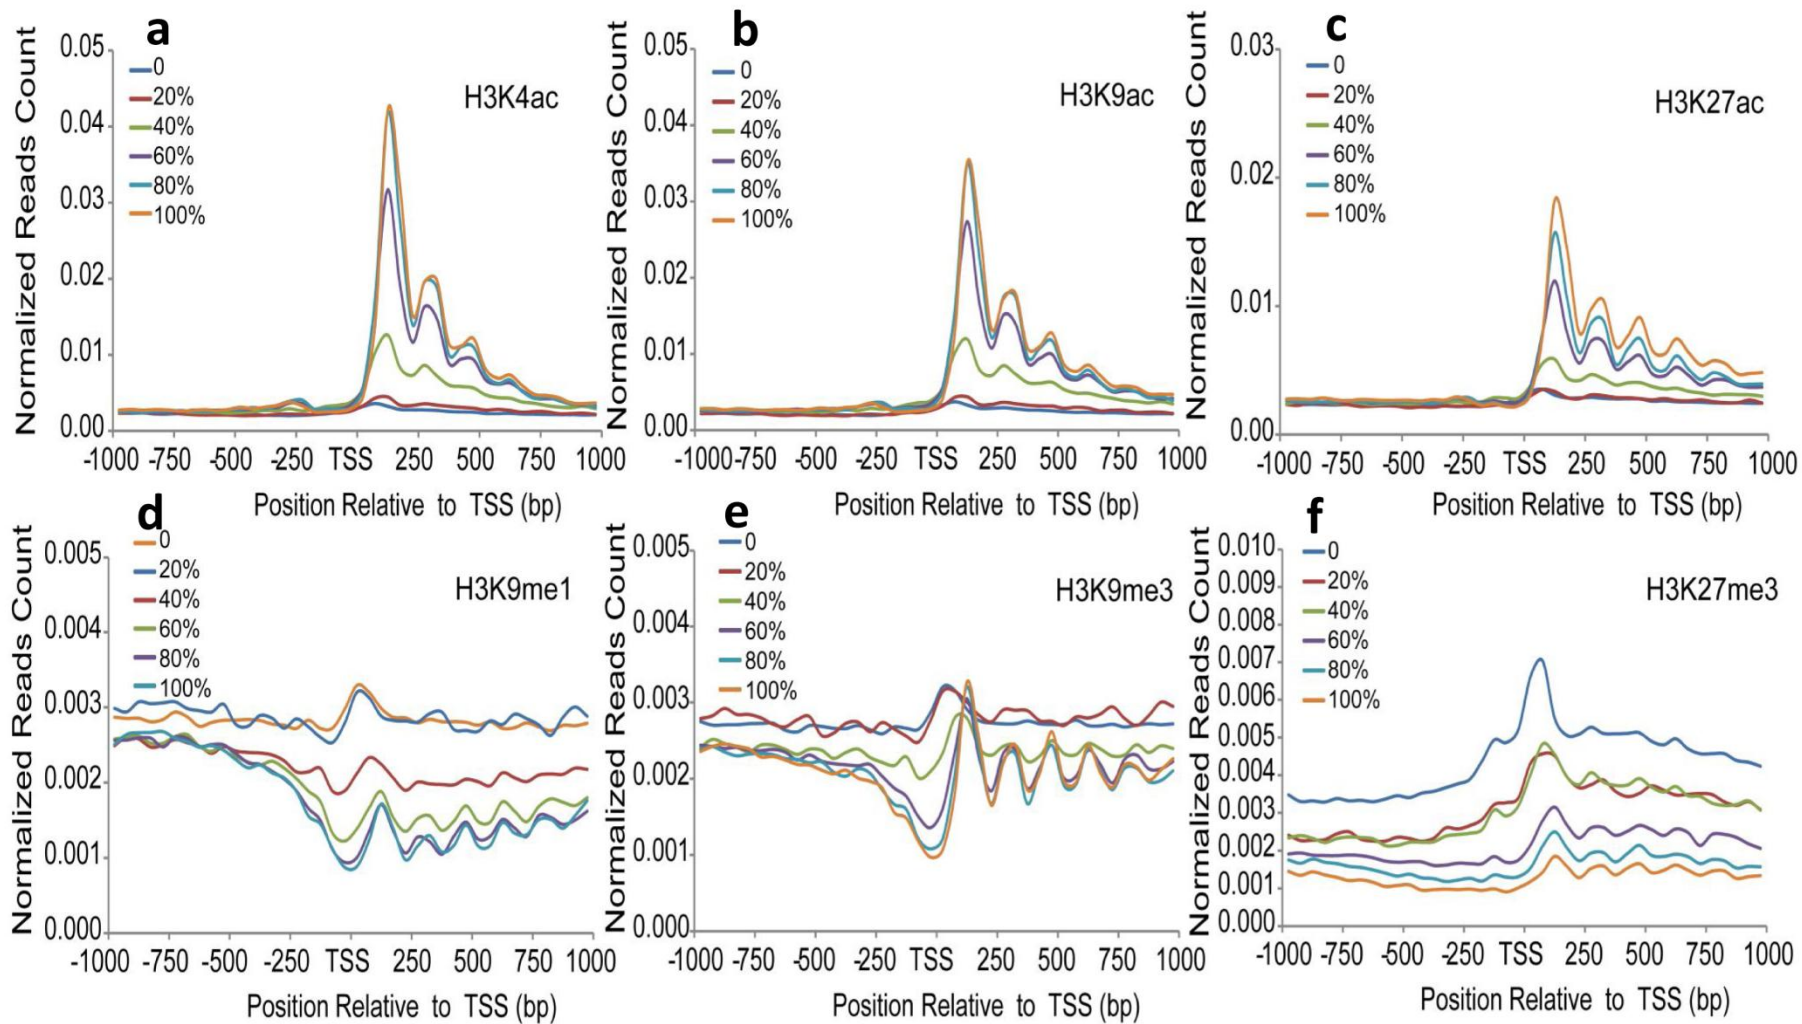 a
Normalized Reads Count
0.05
0.04
0.03
0.02
0.01
0.00
0
20%
40%
60%
80%
100%
H3K4ac
-1000 -750 -500 -250 TSS 250 500 750 1000
Position Relative to TSS (bp)
b
Normalized Reads Count
0.05
0.04
0.03
0.02
0.01
0.00
0
20%
40%
60%
80%
100%
H3K9ac
-1000 -750 -500 -250 TSS 250 500 750 1000
Position Relative to TSS (bp)
c
Normalized Reads Count
0.03
0.02
0.01
0.00
0
20%
40%
60%
80%
100%
H3K27ac
-1000 -750 -500 -250 TSS 250 500 750 1000
Position Relative to TSS (bp)
d
Normalized Reads Count
0.005
0.004
0.003
0.002
0.001
0.000
0
20%
40%
60%
80%
100%
H3K9me1
-1000 -750 -500 -250 TSS 250 500 750 1000
Position Relative to TSS (bp)
e
Normalized Reads Count
0.005
0.004
0.003
0.002
0.001
0.000
0
20%
40%
60%
80%
100%
H3K9me3
-1000 -750 -500 -250 TSS 250 500 750 1000
Position Relative to TSS (bp)
f
Normalized Reads Count
0.010
0.009
0.008
0.007
0.006
0.005
0.004
0.003
0.002
0.001
0.000
0
20%
40%
60%
80%
100%
H3K27me3
-1000 -750 -500 -250 TSS 250 500 750 1000
Position Relative to TSS (bp)